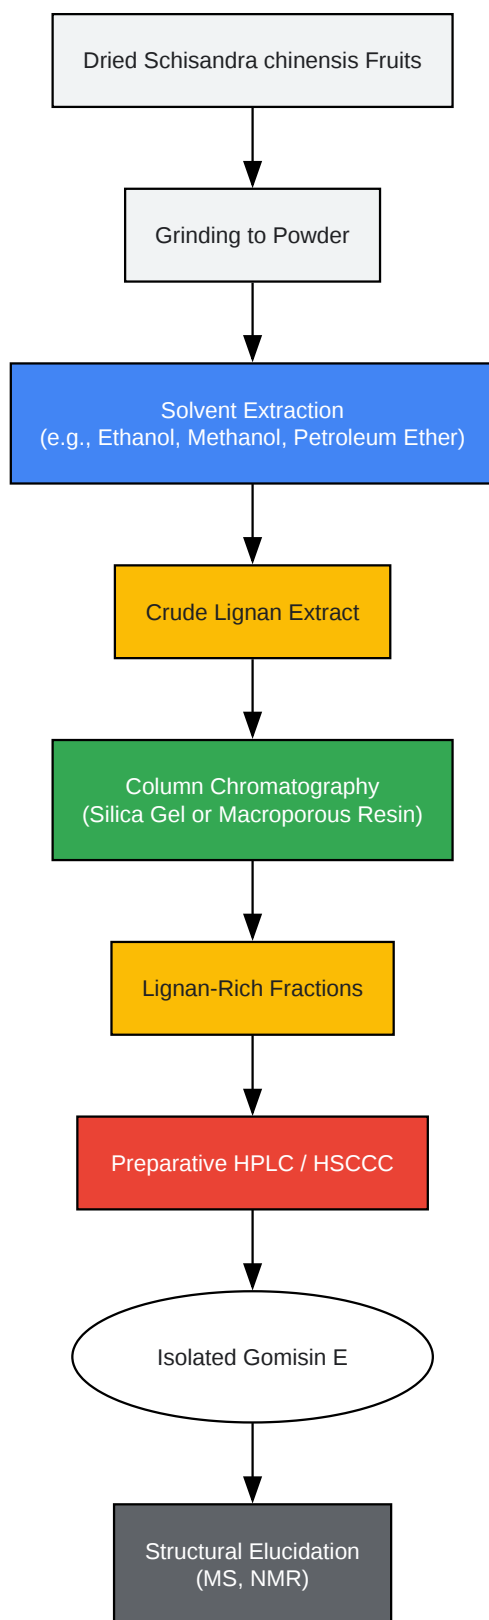 Dried Schisandra chinensis Fruits
Grinding to Powder
Solvent Extraction
(e.g., Ethanol, Methanol, Petroleum Ether)
Crude Lignan Extract
Column Chromatography
(Silica Gel or Macroporous Resin)
Lignan-Rich Fractions
Preparative HPLC / HSCCC
Isolated Gomisin E
Structural Elucidation
(MS, NMR)